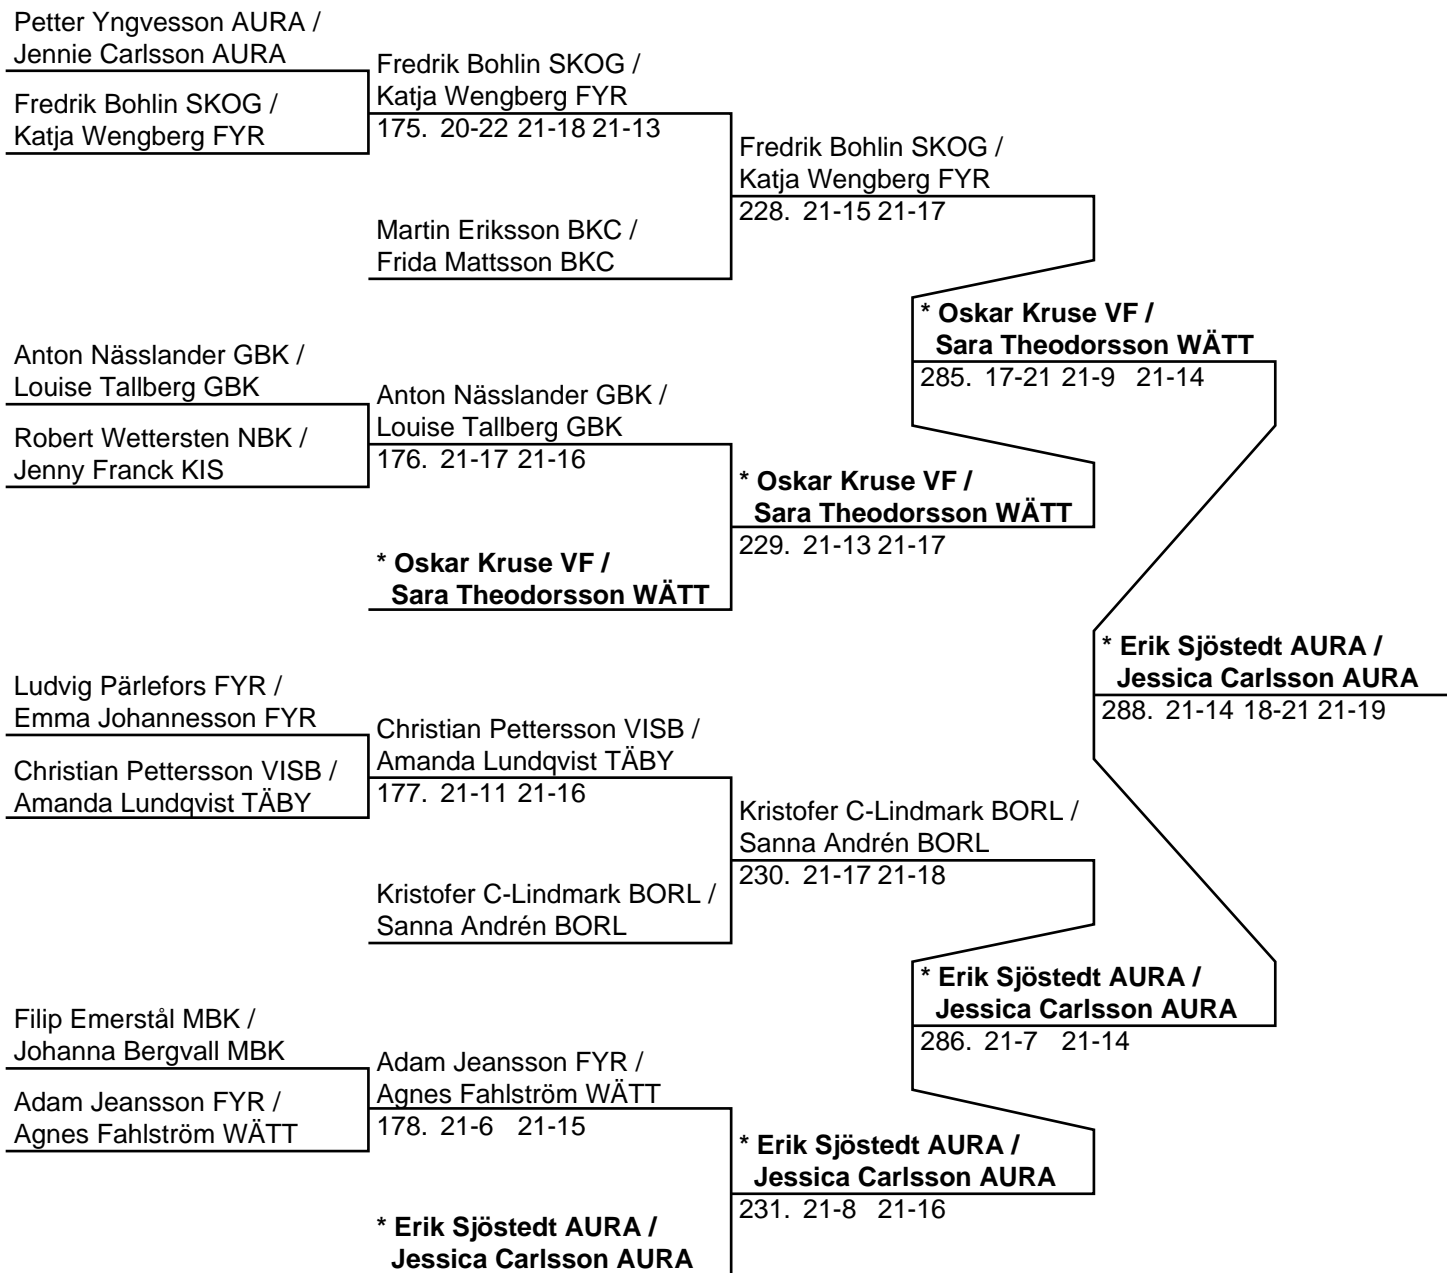 Petter Yngvesson AURA /
Jennie Carlsson AURA
Fredrik Bohlin SKOG /
Katja Wengberg FYR
Fredrik Bohlin SKOG /
Katja Wengberg FYR
175. 20-22 21-18 21-13
Martin Eriksson BKC /
Frida Mattsson BKC
Fredrik Bohlin SKOG /
Katja Wengberg FYR
228. 21-15 21-17
Anton Nässlander GBK /
Louise Tallberg GBK
Robert Wettersten NBK /
Jenny Franck KIS
Anton Nässlander GBK /
Louise Tallberg GBK
176. 21-17 21-16
* Oskar Kruse VF /
Sara Theodorsson WÄTT
* Oskar Kruse VF /
Sara Theodorsson WÄTT
229. 21-13 21-17
* Oskar Kruse VF /
Sara Theodorsson WÄTT
285. 17-21 21-9 21-14
Ludvig Pärlefors FYR /
Emma Johannesson FYR
Christian Pettersson VISB /
Amanda Lundqvist TÄBY
Christian Pettersson VISB /
Amanda Lundqvist TÄBY
177. 21-11 21-16
Kristofer C-Lindmark BORL /
Sanna Andrén BORL
Kristofer C-Lindmark BORL /
Sanna Andrén BORL
230. 21-17 21-18
Filip Emerstål MBK /
Johanna Bergvall MBK
Adam Jeansson FYR /
Agnes Fahlström WÄTT
Adam Jeansson FYR /
Agnes Fahlström WÄTT
178. 21-6 21-15
* Erik Sjöstedt AURA /
Jessica Carlsson AURA
* Erik Sjöstedt AURA /
Jessica Carlsson AURA
231. 21-8 21-16
* Erik Sjöstedt AURA /
Jessica Carlsson AURA
286. 21-7 21-14
* Erik Sjöstedt AURA /
Jessica Carlsson AURA
288. 21-14 18-21 21-19